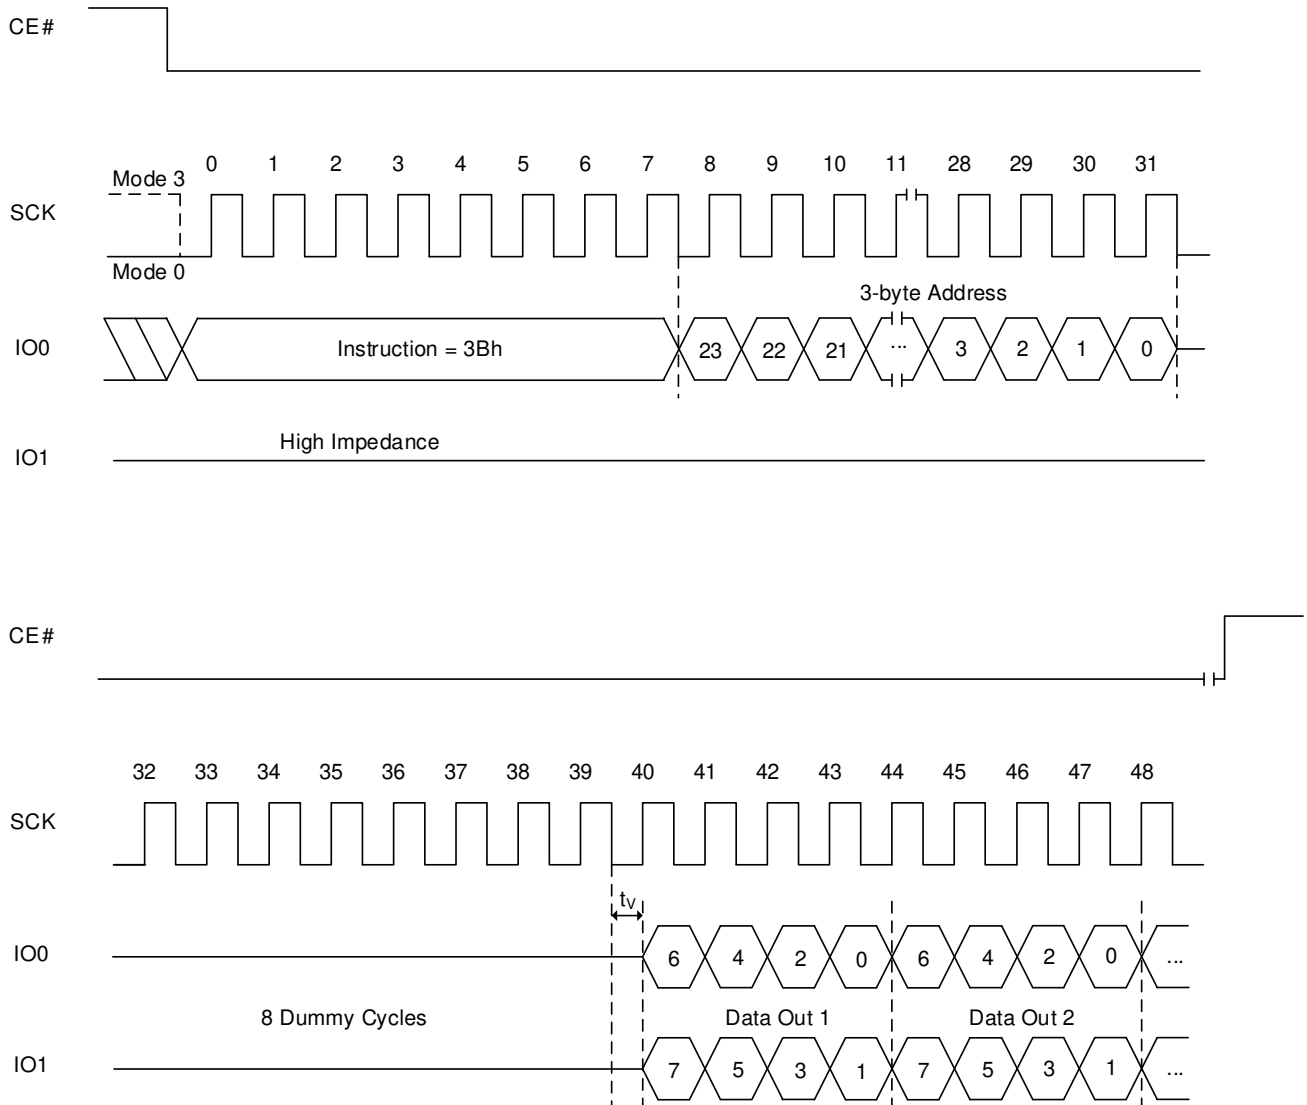 CE#
0 1 2 3 4 5 6 7 8 9 10 11 28 29 30 31
Mode 3
SCK
Mode 0
3-byte Address
IO0 Instruction = 3Bh 23 22 21 ... 3 2 1 0
High Impedance
IO1
CE#
32 33 34 35 36 37 38 39 40 41 42 43 44 45 46 47 48
SCK
tV
IO0 6 4 2 0 6 4 2 0 ...
8 Dummy Cycles Data Out 1 Data Out 2
IO1 7 5 3 1 7 5 3 1 ...